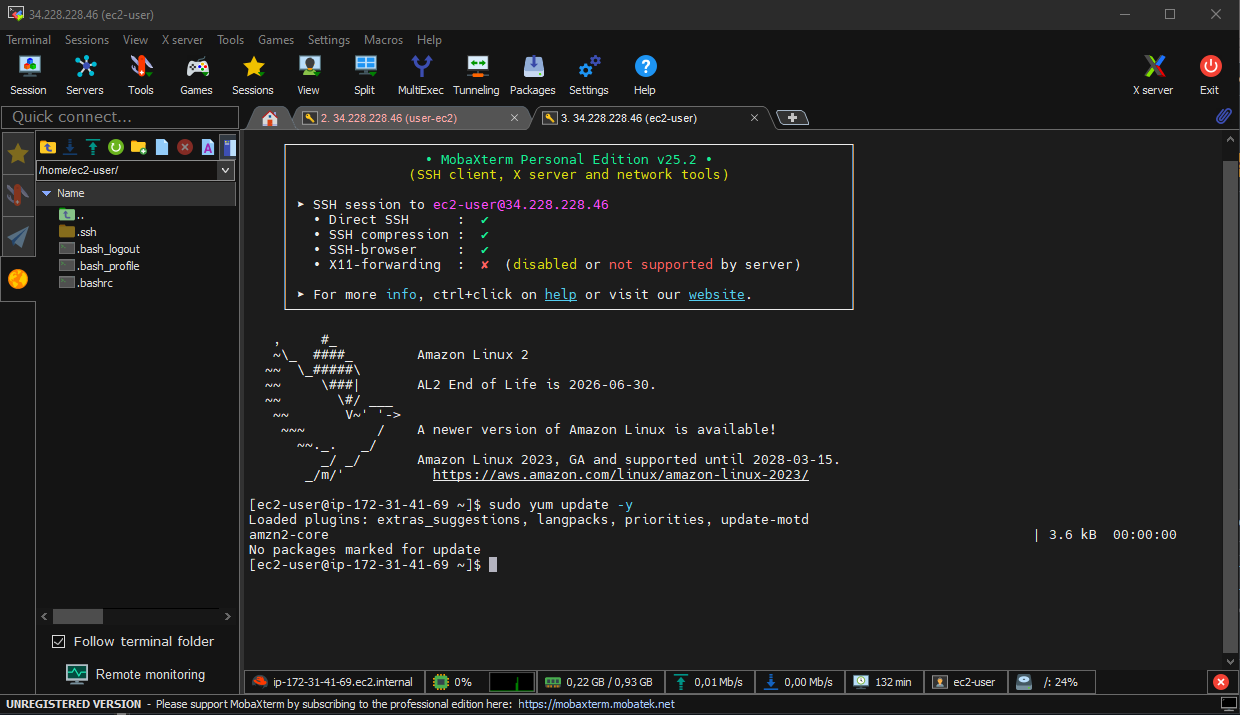 34.228.228.46 (ec2-user)
Terminal Sessions View X server Tools Games Settings Macros Help
Session Servers Tools Games Sessions View Split MultiExec Tunneling Packages Settings Help X server Exit
Quick connect...
2. 34.228.228.46 (user-ec2)
3. 34.228.228.46 (ec2-user)
/home/ec2-user/
Name
..
.ssh
.bash_logout
.bash_profile
.bashrc
Follow terminal folder
Remote monitoring
• MobaXterm Personal Edition v25.2 •
(SSH client, X server and network tools)
➤ SSH session to ec2-user@34.228.228.46
• Direct SSH : ✔
• SSH compression : ✔
• SSH-browser : ✔
• X11-forwarding : ✘ (disabled or not supported by server)
➤ For more info, ctrl+click on help or visit our website.
   ,     #_
   ~\_  ####_        Amazon Linux 2
  ~~  \_#####\
  ~~     \###|       AL2 End of Life is 2026-06-30.
  ~~       \#/ ___
   ~~       V~' '->
    ~~~         /    A newer version of Amazon Linux is available!
      ~~._.   _/
         _/ _/       Amazon Linux 2023, GA and supported until 2028-03-15.
       _/m/'           https://aws.amazon.com/linux/amazon-linux-2023/
[ec2-user@ip-172-31-41-69 ~]$ sudo yum update -y
Loaded plugins: extras_suggestions, langpacks, priorities, update-motd
amzn2-core | 3.6 kB 00:00:00
No packages marked for update
[ec2-user@ip-172-31-41-69 ~]$
ip-172-31-41-69.ec2.internal 0% 0,22 GB / 0,93 GB 0,01 Mb/s 0,00 Mb/s 132 min ec2-user /: 24%
UNREGISTERED VERSION - Please support MobaXterm by subscribing to the professional edition here: https://mobaxterm.mobatek.net